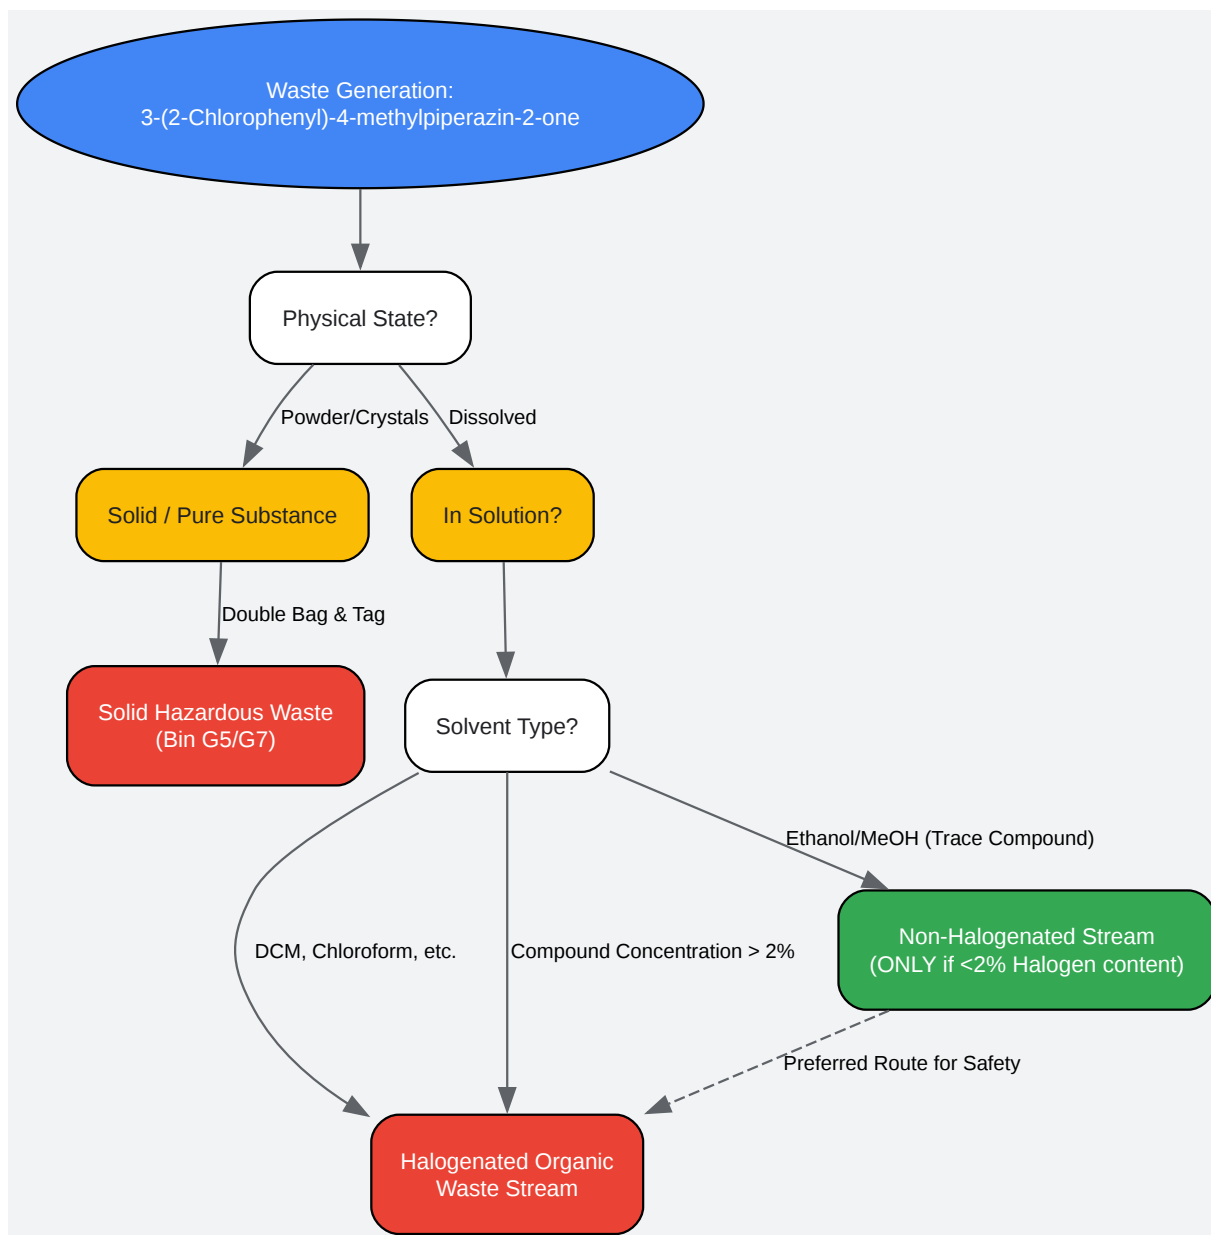 Waste Generation:
3-(2-Chlorophenyl)-4-methylpiperazin-2-one
Physical State?
Powder/Crystals
Dissolved
Solid / Pure Substance
In Solution?
Double Bag & Tag
Solid Hazardous Waste
(Bin G5/G7)
Solvent Type?
Ethanol/MeOH (Trace Compound)
DCM, Chloroform, etc.
Compound Concentration > 2%
Non-Halogenated Stream
(ONLY if <2% Halogen content)
Preferred Route for Safety
Halogenated Organic
Waste Stream